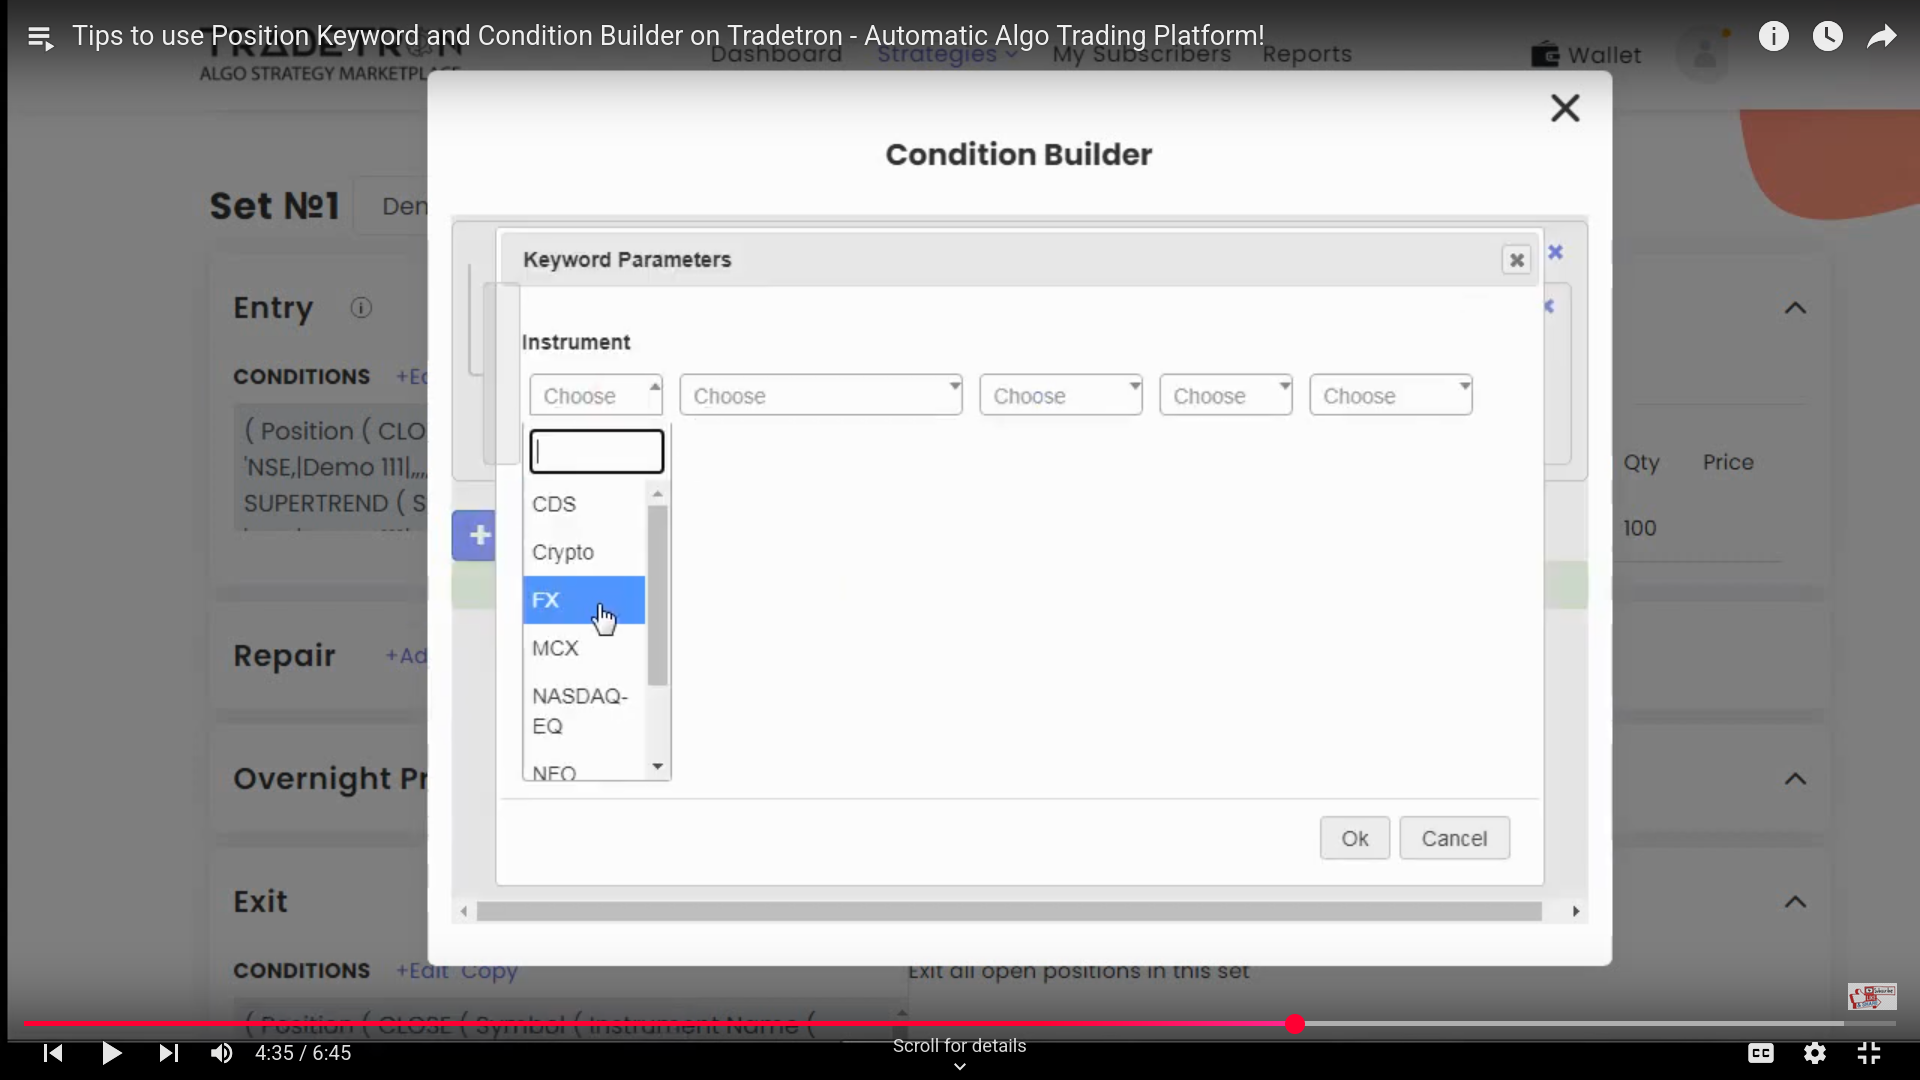 Tips to use Position Keyword and Condition Builder on Tradetron - Automatic Algo Trading Platform!
TRADETRON
ALGO STRATEGY MARKETPLACE
Dashboard Strategies My Subscribers Reports Wallet
Condition Builder
Set №1
Keyword Parameters
Entry
Instrument
CONDITIONS
Choose Choose Choose Choose Choose
( Position ( CLO
'NSE,|Demo 111|,,,,
Qty Price
SUPERTREND ( S
CDS
100
Crypto
FX
Repair
MCX
NASDAQ-
EQ
NFO
Overnight
Ok Cancel
Exit
CONDITIONS +Edit Copy
Exit all open positions in this set
( Position ( CLOSE ( Symbol ( Instrument Name (
4:35 / 6:45
Scroll for details
CC